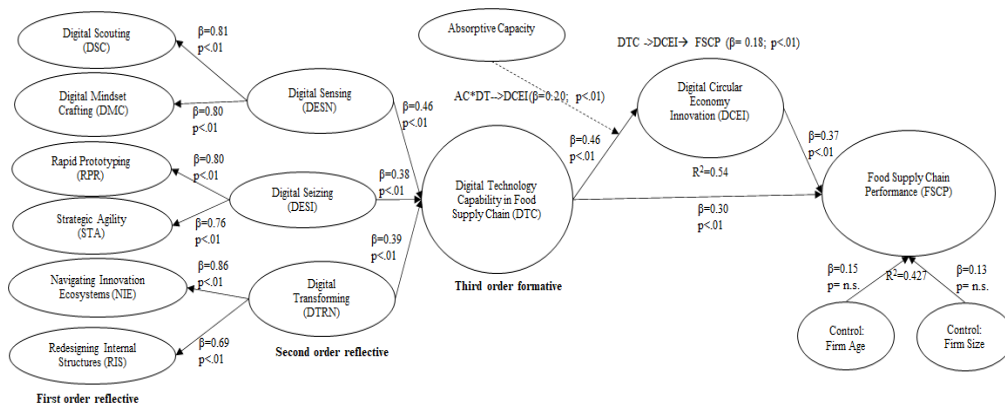 Digital Scouting
(DSC)
β=0.81
p<.01
Digital Mindset
Crafting (DMC)
β=0.80
p<.01
Rapid Prototyping
(RPR)
β=0.80
p<.01
Strategic Agility
(STA)
β=0.76
p<.01
Navigating Innovation
Ecosystems (NIE)
β=0.86
p<.01
Redesigning Internal
Structures (RIS)
β=0.69
p<.01
First order reflective
Digital Sensing
(DESN)
β=0.46
p<.01
Digital Seizing
(DESI)
β=0.38
p<.01
Digital
Transforming
(DTRN)
β=0.39
p<.01
Second order reflective
Absorptive Capacity
AC*DT-->DCEI(β=0.20; p<.01)
Digital Technology
Capability in Food
Supply Chain (DTC)
Third order formative
β=0.46
p<.01
DTC ->DCEI→ FSCP (β= 0.18; p<.01)
Digital Circular
Economy
Innovation (DCEI)
R²=0.54
β=0.37
p<.01
β=0.30
p<.01
Food Supply Chain
Performance (FSCP)
R²=0.427
β=0.15
p= n.s.
β=0.13
p= n.s.
Control:
Firm Age
Control:
Firm Size